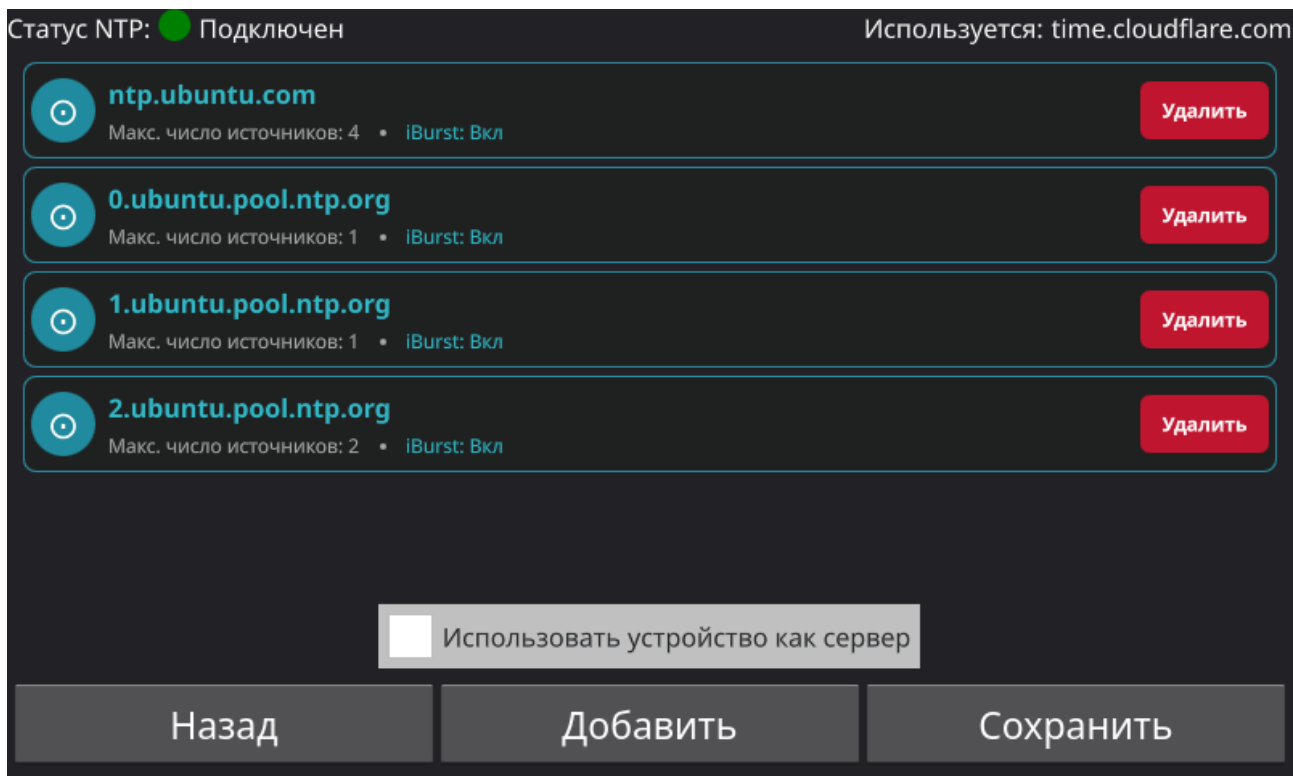 Статус NTP: Подключен
Используется: time.cloudflare.com
ntp.ubuntu.com
Макс. число источников: 4 • iBurst: Вкл
Удалить
0.ubuntu.pool.ntp.org
Макс. число источников: 1 • iBurst: Вкл
Удалить
1.ubuntu.pool.ntp.org
Макс. число источников: 1 • iBurst: Вкл
Удалить
2.ubuntu.pool.ntp.org
Макс. число источников: 2 • iBurst: Вкл
Удалить
Использовать устройство как сервер
Назад
Добавить
Сохранить